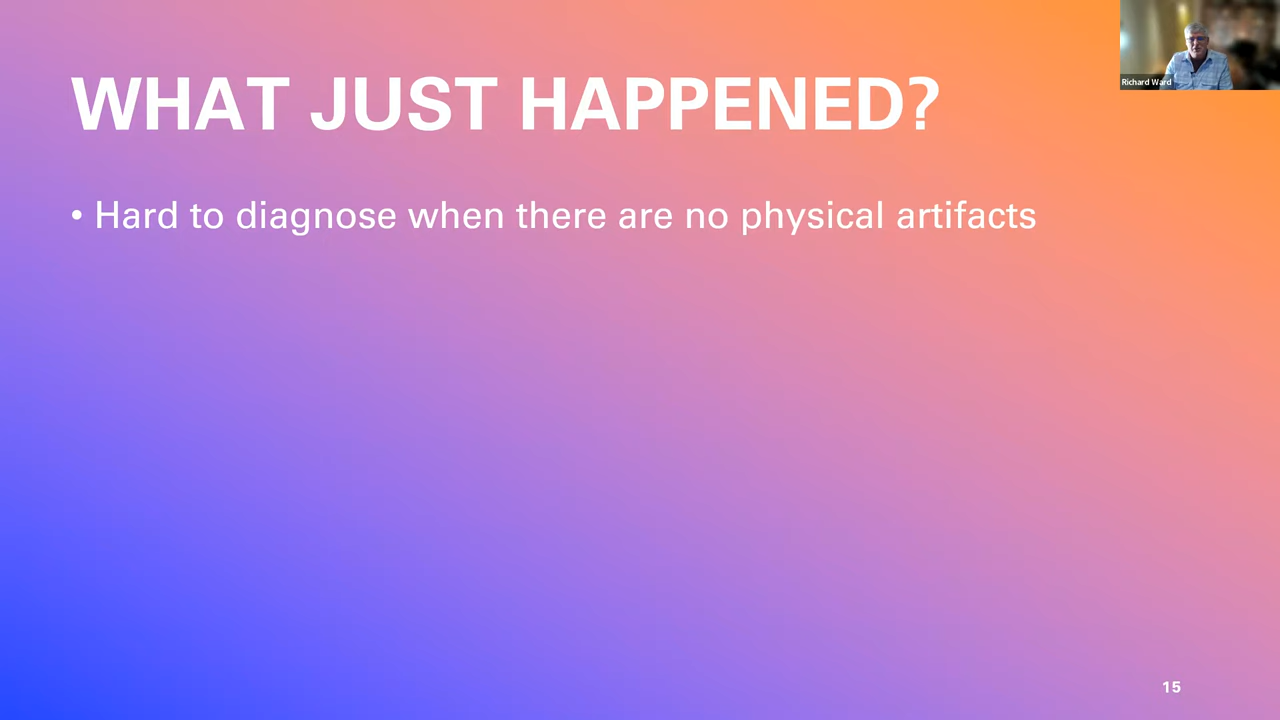 WHAT JUST HAPPENED?
• Hard to diagnose when there are no physical artifacts
Richard Ward
15